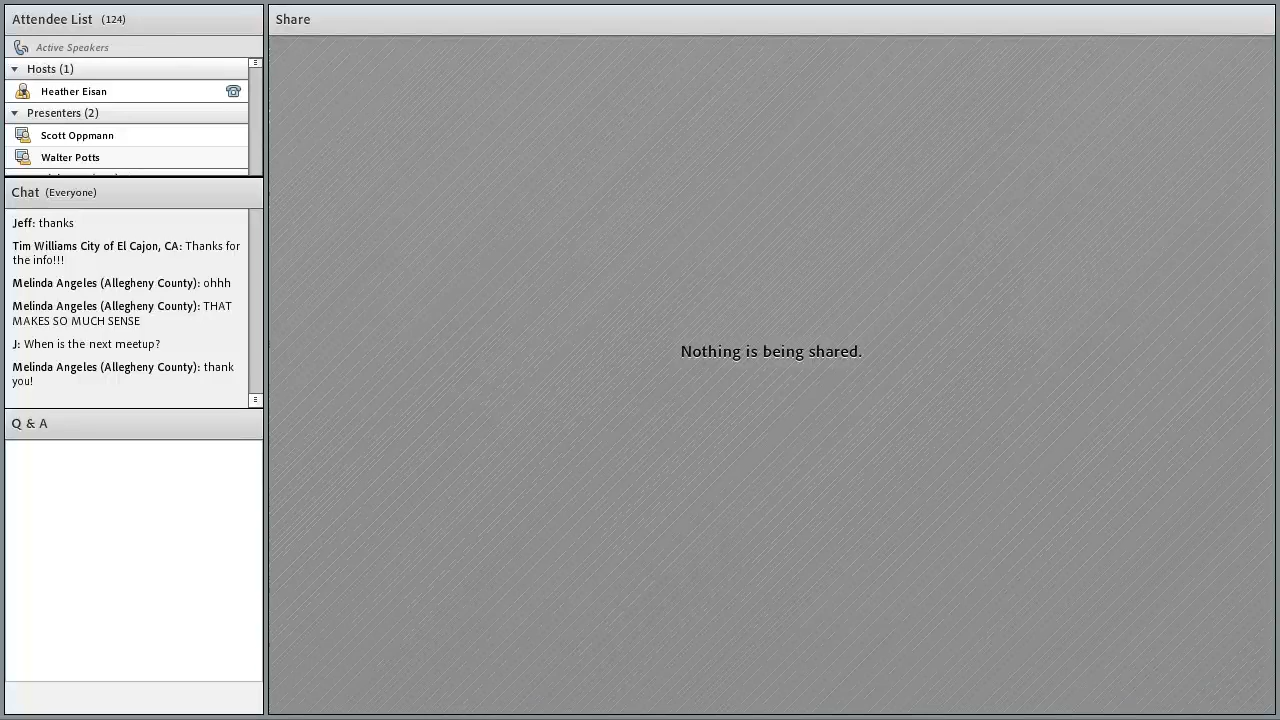 Attendee List (124)
Active Speakers
Hosts (1)
Heather Eisan
Presenters (2)
Scott Oppmann
Walter Potts
Chat (Everyone)
Jeff: thanks
Tim Williams City of El Cajon, CA: Thanks for
the info!!!
Melinda Angeles (Allegheny County): ohhh
Melinda Angeles (Allegheny County): THAT
MAKES SO MUCH SENSE
J: When is the next meetup?
Melinda Angeles (Allegheny County): thank
you!
Q & A
Share
Nothing is being shared.